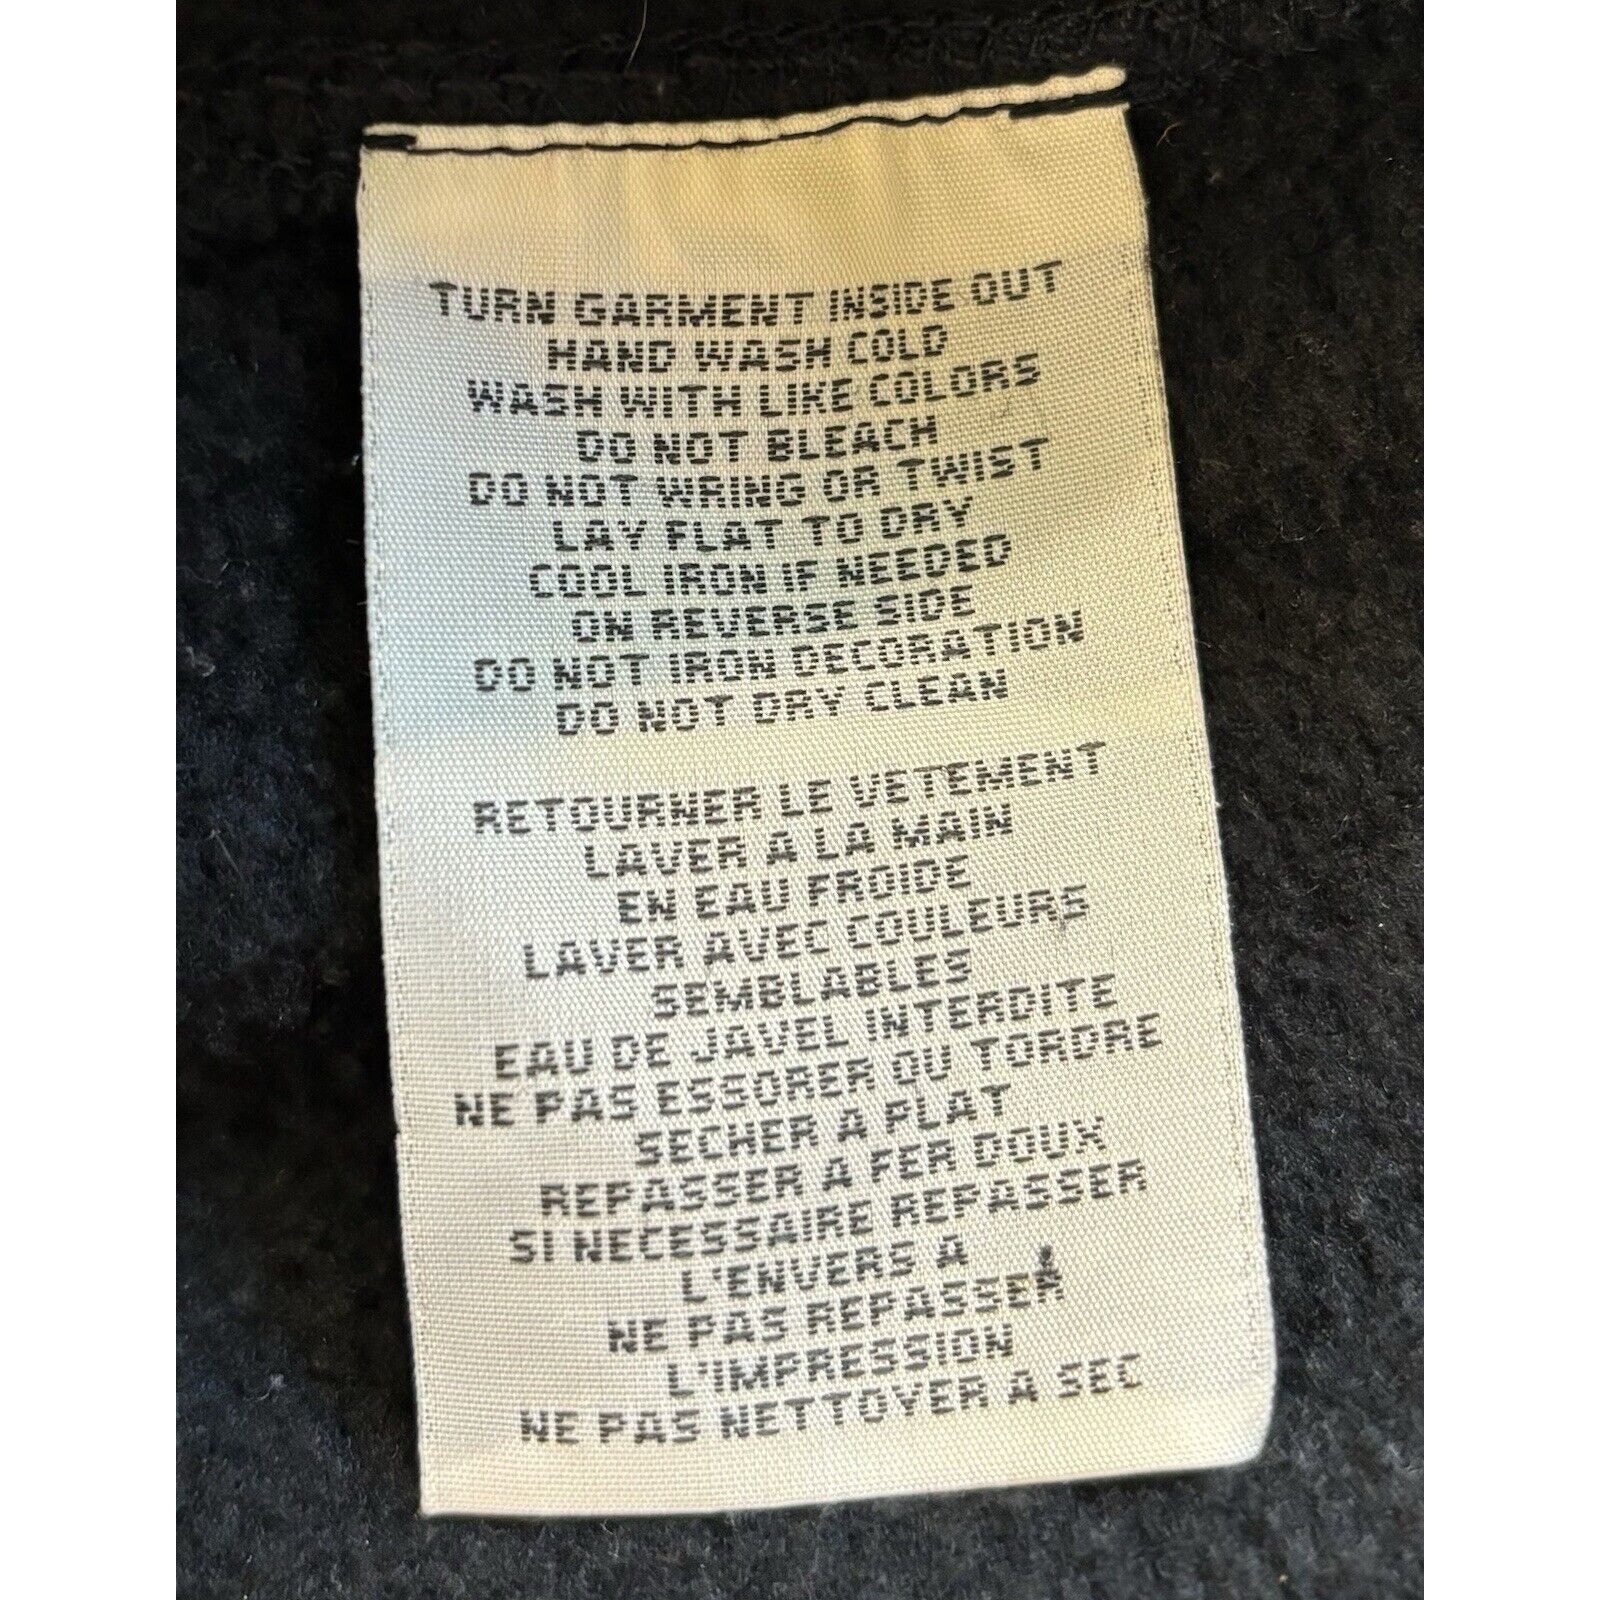 TURN GARMENT INSIDE OUT
HAND WASH COLD
WASH WITH LIKE COLORS
DO NOT BLEACH
DO NOT WRING OR TWIST
LAY FLAT TO DRY
COOL IRON IF NEEDED
ON REVERSE SIDE
DO NOT IRON DECORATION
DO NOT DRY CLEAN
RETOURNER LE VETEMENT
LAVER A LA MAIN
EN EAU FROIDE
LAVER AVEC COULEURS
SEMBLABLES
EAU DE JAVEL INTERDITE
NE PAS ESSORER OU TORDRE
SECHER A PLAT
REPASSER A FER DOUX
SI NECESSAIRE REPASSER
L'ENVERS A
NE PAS REPASSER
L'IMPRESSION
NE PAS NETTOYER A SEC